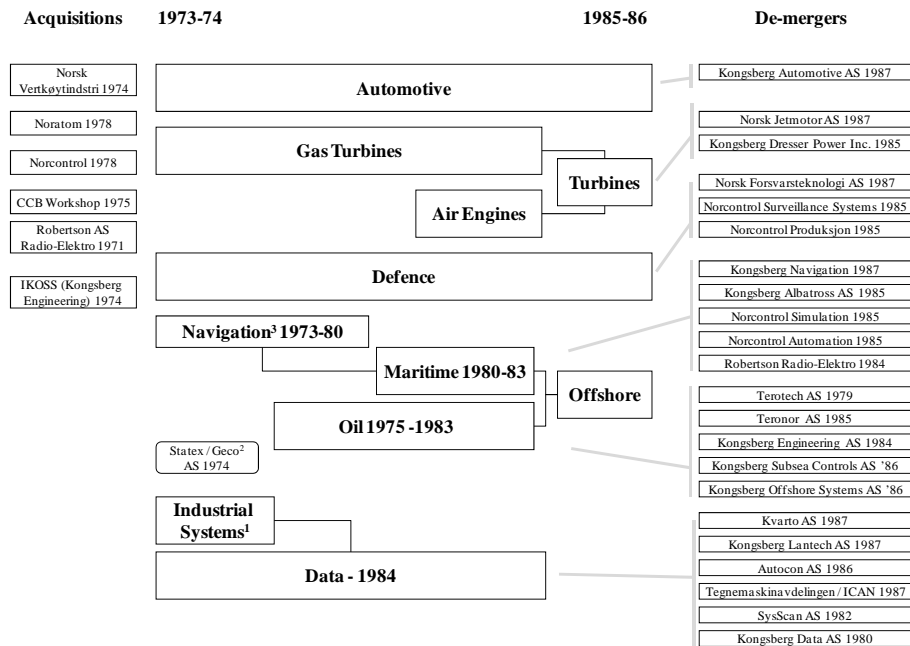 Acquisitions
1973-74
1985-86
De-mergers
Norsk
Vertkøytindstri 1974
Noratom 1978
Norcontrol 1978
CCB Workshop 1975
Robertson AS
Radio-Elektro 1971
IKOSS (Kongsberg
Engineering) 1974
Automotive
Gas Turbines
Turbines
Air Engines
Defence
Navigation³ 1973-80
Maritime 1980-83
Offshore
Oil 1975 -1983
Statex / Geco²
AS 1974
Industrial
Systems¹
Data - 1984
Kongsberg Automotive AS 1987
Norsk Jetmotor AS 1987
Kongsberg Dresser Power Inc. 1985
Norsk Forsvarsteknologi AS 1987
Norcontrol Surveillance Systems 1985
Norcontrol Produksjon 1985
Kongsberg Navigation 1987
Kongsberg Albatross AS 1985
Norcontrol Simulation 1985
Norcontrol Automation 1985
Robertson Radio-Elektro 1984
Terotech AS 1979
Teronor AS 1985
Kongsberg Engineering AS 1984
Kongsberg Subsea Controls AS ’86
Kongsberg Offshore Systems AS ’86
Kvarto AS 1987
Kongsberg Lantech AS 1987
Autocon AS 1986
Tegnemaskinavdelingen / ICAN 1987
SysScan AS 1982
Kongsberg Data AS 1980